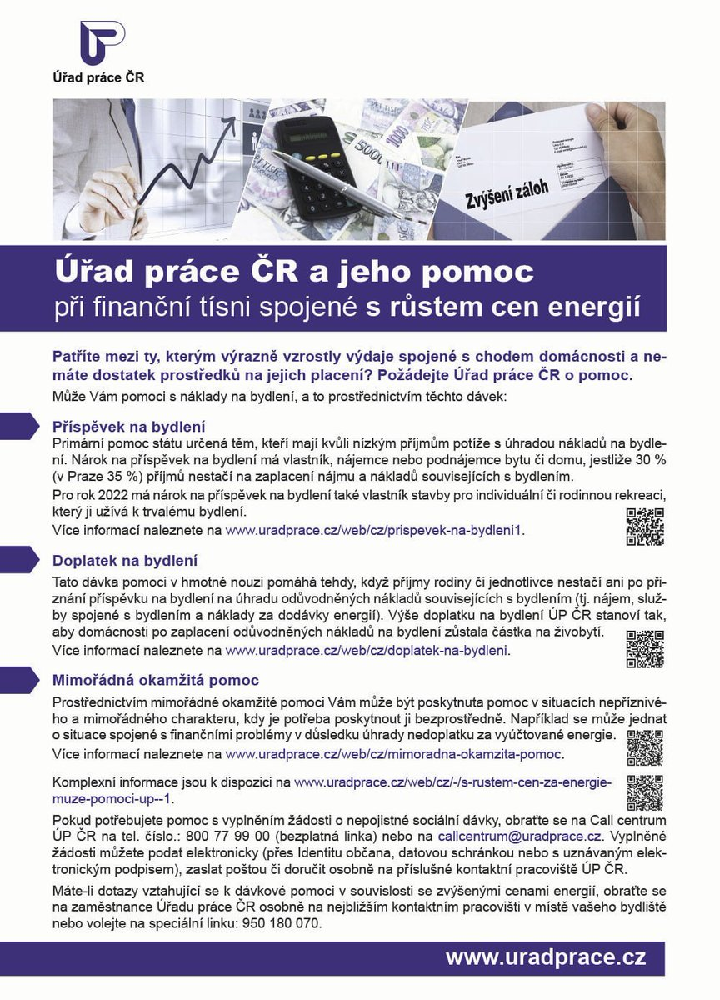 Úřad práce ČR
PĚT TISÍC
5000
1000
Zvýšení záloh
Úřad práce ČR a jeho pomoc
při finanční tísni spojené s růstem cen energií
Patříte mezi ty, kterým výrazně vzrostly výdaje spojené s chodem domácnosti a ne-
máte dostatek prostředků na jejich placení? Požádejte Úřad práce ČR o pomoc.
Může Vám pomoci s náklady na bydlení, a to prostřednictvím těchto dávek:
Příspěvek na bydlení
Primární pomoc státu určená těm, kteří mají kvůli nízkým příjmům potíže s úhradou nákladů na bydle-
ní. Nárok na příspěvek na bydlení má vlastník, nájemce nebo podnájemce bytu či domu, jestliže 30 %
(v Praze 35 %) příjmů nestačí na zaplacení nájmu a nákladů souvisejících s bydlením.
Pro rok 2022 má nárok na příspěvek na bydlení také vlastník stavby pro individuální či rodinnou rekreaci,
který ji užívá k trvalému bydlení.
Více informací naleznete na www.uradprace.cz/web/cz/prispevek-na-bydleni1.
Doplatek na bydlení
Tato dávka pomoci v hmotné nouzi pomáhá tehdy, když příjmy rodiny či jednotlivce nestačí ani po při-
znání příspěvku na bydlení na úhradu odůvodněných nákladů souvisejících s bydlením (tj. nájem, služ-
by spojené s bydlením a náklady za dodávky energií). Výše doplatku na bydlení ÚP ČR stanoví tak,
aby domácnosti po zaplacení odůvodněných nákladů na bydlení zůstala částka na živobytí.
Více informací naleznete na www.uradprace.cz/web/cz/doplatek-na-bydleni.
Mimořádná okamžitá pomoc
Prostřednictvím mimořádné okamžité pomoci Vám může být poskytnuta pomoc v situacích nepříznivé-
ho a mimořádného charakteru, kdy je potřeba poskytnout ji bezprostředně. Například se může jednat
o situace spojené s finančními problémy v důsledku úhrady nedoplatku za vyúčtované energie.
Více informací naleznete na www.uradprace.cz/web/cz/mimoradna-okamzita-pomoc.
Komplexní informace jsou k dispozici na www.uradprace.cz/web/cz/-/s-rustem-cen-za-energie-
muze-pomoci-up--1.
Pokud potřebujete pomoc s vyplněním žádosti o nepojistné sociální dávky, obraťte se na Call centrum
ÚP ČR na tel. číslo.: 800 77 99 00 (bezplatná linka) nebo na callcentrum@uradprace.cz. Vyplněné
žádosti můžete podat elektronicky (přes Identitu občana, datovou schránkou nebo s uznávaným elek-
tronickým podpisem), zaslat poštou či doručit osobně na příslušné kontaktní pracoviště ÚP ČR.
Máte-li dotazy vztahující se k dávkové pomoci v souvislosti se zvýšenými cenami energií, obraťte se
na zaměstnance Úřadu práce ČR osobně na nejbližším kontaktním pracovišti v místě vašeho bydliště
nebo volejte na speciální linku: 950 180 070.
www.uradprace.cz